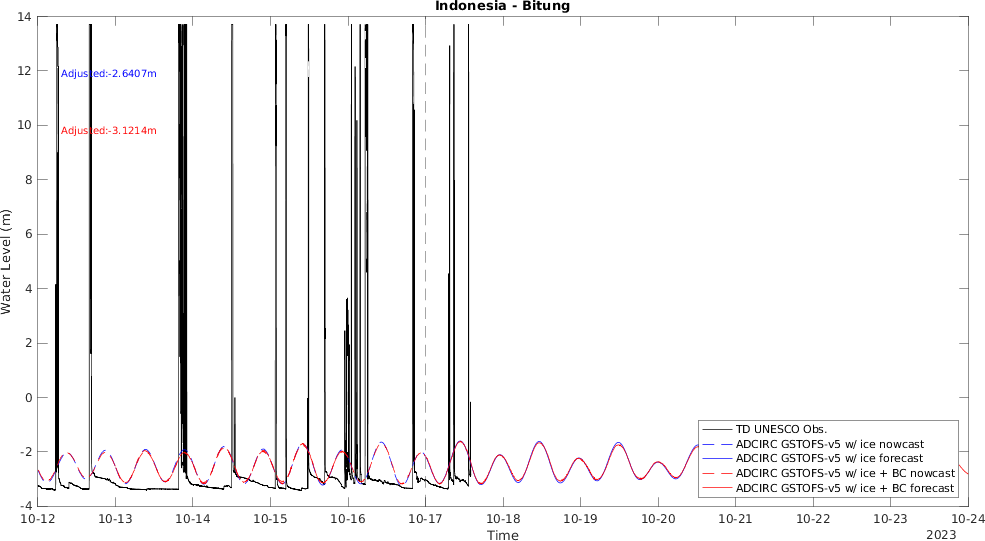 Indonesia - Bitung
Water Level (m)
14
12
10
8
6
4
2
0
-2
-4
Adjusted:-2.6407m
Adjusted:-3.1214m
TD UNESCO Obs.
ADCIRC GSTOFS-v5 w/ ice nowcast
ADCIRC GSTOFS-v5 w/ ice forecast
ADCIRC GSTOFS-v5 w/ ice + BC nowcast
ADCIRC GSTOFS-v5 w/ ice + BC forecast
10-12 10-13 10-14 10-15 10-16 10-17 10-18 10-19 10-20 10-21 10-22 10-23 10-24
Time
2023